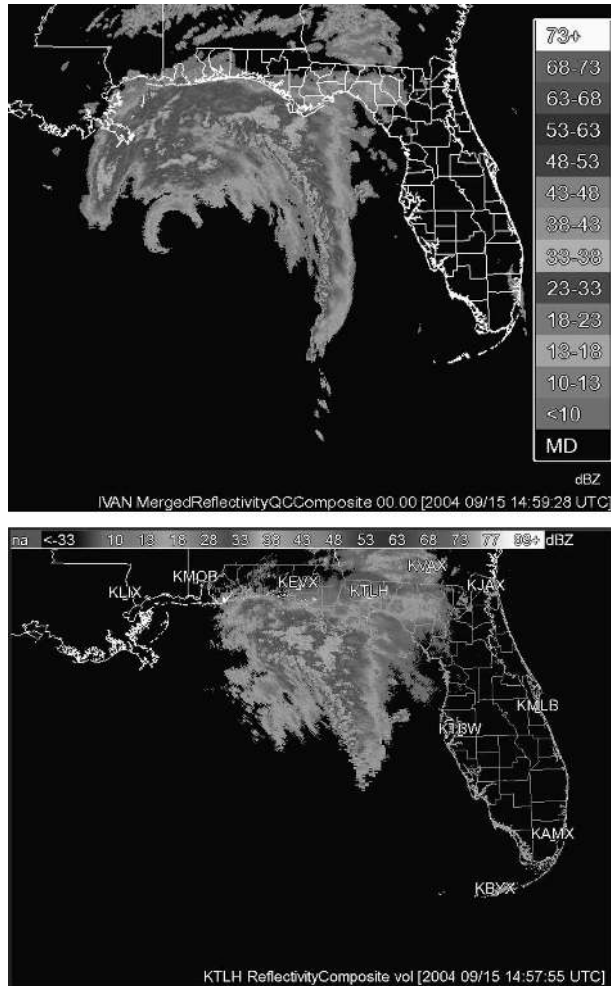 73+
68-73
63-68
53-63
48-53
43-48
38-43
33-38
23-33
18-23
13-18
10-13
<10
MD
dBZ
IVAN MergedReflectivityQCComposite 00.00 [2004 09/15 14:59:28 UTC]
na <-33 10 13 18 28 33 38 43 48 53 63 68 73 77 99+ dBZ
KVAX
KMOB
KEVX
KLIX
KTLH
KJAX
KMLB
KTBW
KAMX
KBYX
KTLH ReflectivityComposite vol [2004 09/15 14:57:55 UTC]